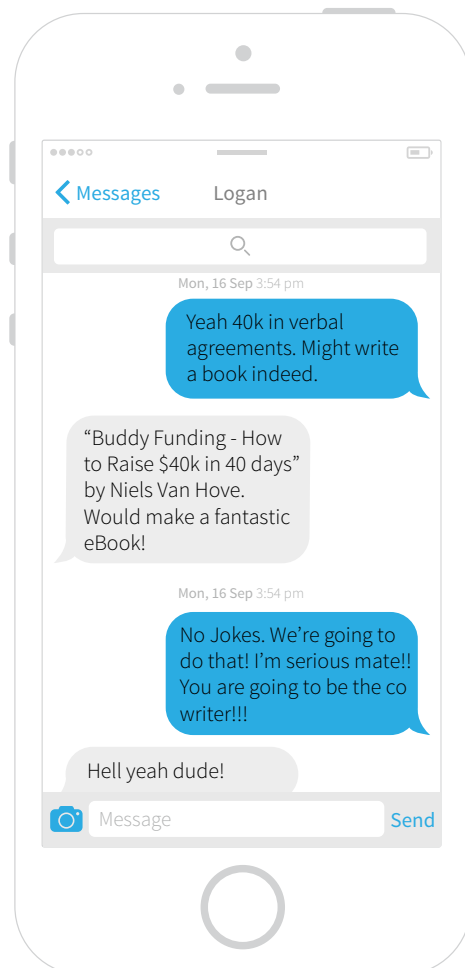 Messages
Logan
Mon, 16 Sep 3:54 pm
Yeah 40k in verbal
agreements. Might write
a book indeed.
“Buddy Funding - How
to Raise $40k in 40 days”
by Niels Van Hove.
Would make a fantastic
eBook!
Mon, 16 Sep 3:54 pm
No Jokes. We’re going to
do that! I’m serious mate!!
You are going to be the co
writer!!!
Hell yeah dude!
Message
Send